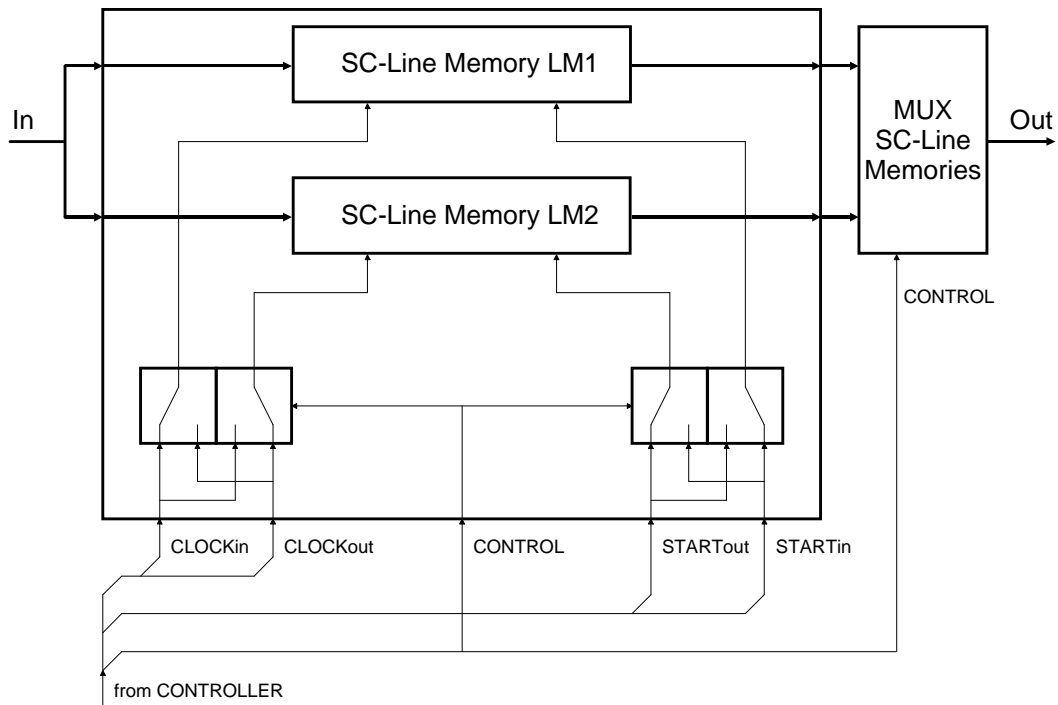 SC-Line Memory LM1
In
MUX
SC-Line
Memories
Out
SC-Line Memory LM2
CONTROL
CLOCKin
CLOCKout
CONTROL
STARTout
STARTin
from CONTROLLER